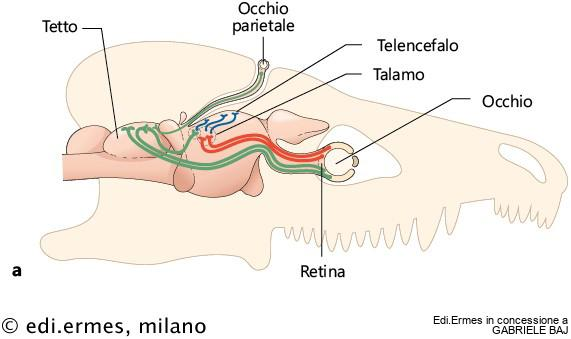 Occhio
parietale
Tetto
Telencefalo
Talamo
Occhio
Retina
a
© edi.ermes, milano
Edi.Ermes in concessione a
GABRIELE BAJ